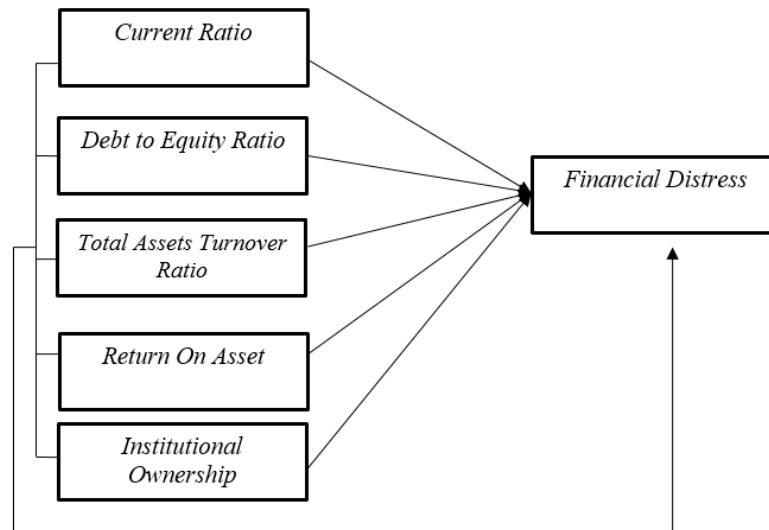 Current Ratio
Debt to Equity Ratio
Financial Distress
Total Assets Turnover
Ratio
Return On Asset
Institutional
Ownership